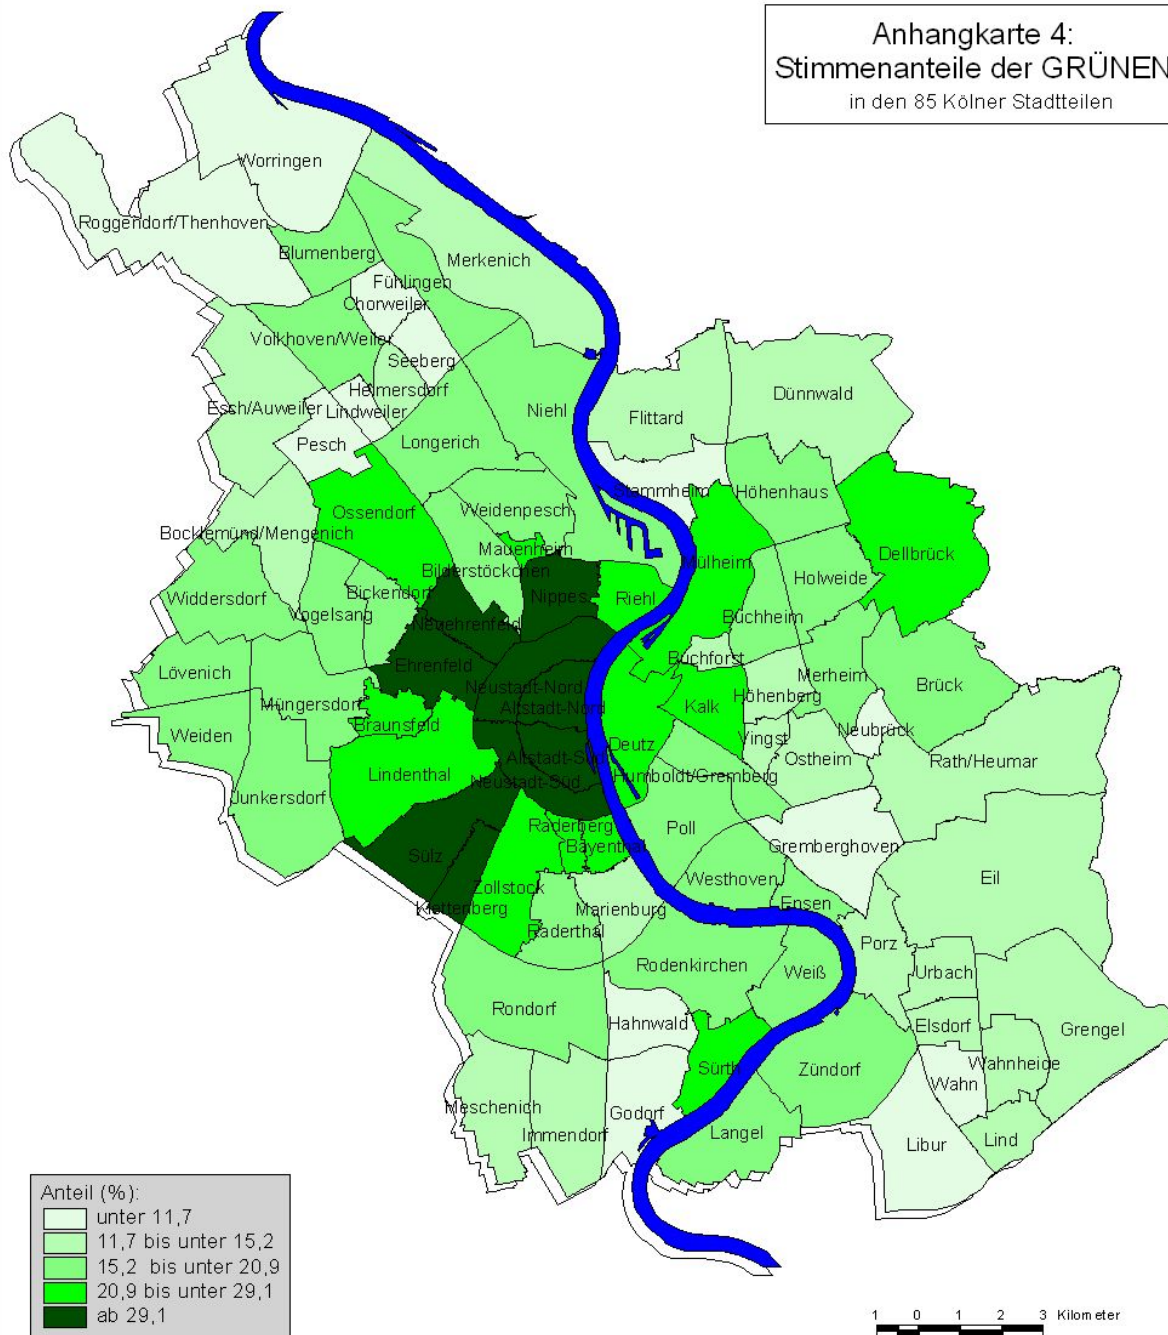 Anhangkarte 4:
Stimmenanteile der GRÜNEN
in den 85 Kölner Stadtteilen
Worringen
Roggendorf/Thenhoven
Blumenberg
Merkenich
Fühlingen
Chorweiler
Volkhoven/Weiler
Seeberg
Heimersdorf
Esch/Auweiler
Lindweiler
Niehl
Dünnwald
Flittard
Pesch
Longerich
Stammheim
Höhenhaus
Ossendorf
Weidenpesch
Bocklemünd/Mengenich
Mauenheim
Dellbrück
Mülheim
Bilderstöckchen
Holweide
Widdersdorf
Bickendorf
Nippes
Riehl
Vogelsang
Neuehrenfeld
Buchheim
Ehrenfeld
Buchforst
Lövenich
Merheim
Brück
Neustadt-Nord
Höhenberg
Müngersdorf
Altstadt-Nord
Kalk
Braunsfeld
Neubrück
Weiden
Deutz
Vingst
Altstadt-Süd
Ostheim
Rath/Heumar
Lindenthal
Humboldt/Gremberg
Neustadt-Süd
Junkersdorf
Raderberg
Poll
Bayenthal
Gremberghoven
Sülz
Westhoven
Eil
Zollstock
Klettenberg
Marienburg
Ensen
Raderthal
Porz
Rodenkirchen
Weiß
Urbach
Rondorf
Hahnwald
Elsdorf
Grengel
Sürth
Zündorf
Wahnheide
Wahn
Meschenich
Godorf
Immendorf
Langel
Libur
Lind
Anteil (%):
unter 11,7
11,7 bis unter 15,2
15,2 bis unter 20,9
20,9 bis unter 29,1
ab 29,1
1 0 1 2 3 Kilometer